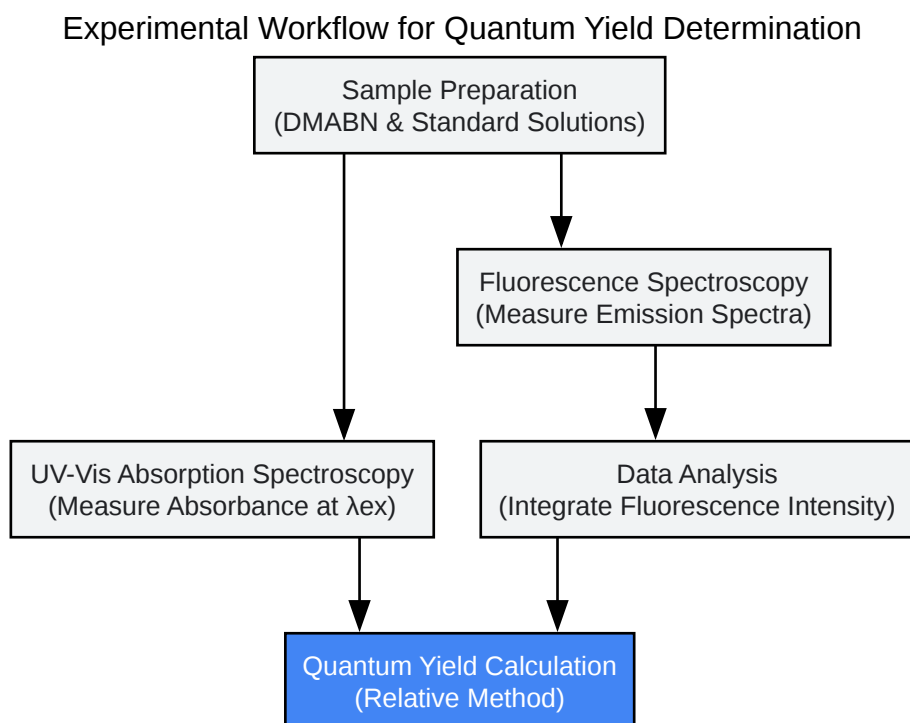 Experimental Workflow for Quantum Yield Determination
Sample Preparation
(DMABN & Standard Solutions)
Fluorescence Spectroscopy
(Measure Emission Spectra)
UV-Vis Absorption Spectroscopy
(Measure Absorbance at λex)
Data Analysis
(Integrate Fluorescence Intensity)
Quantum Yield Calculation
(Relative Method)